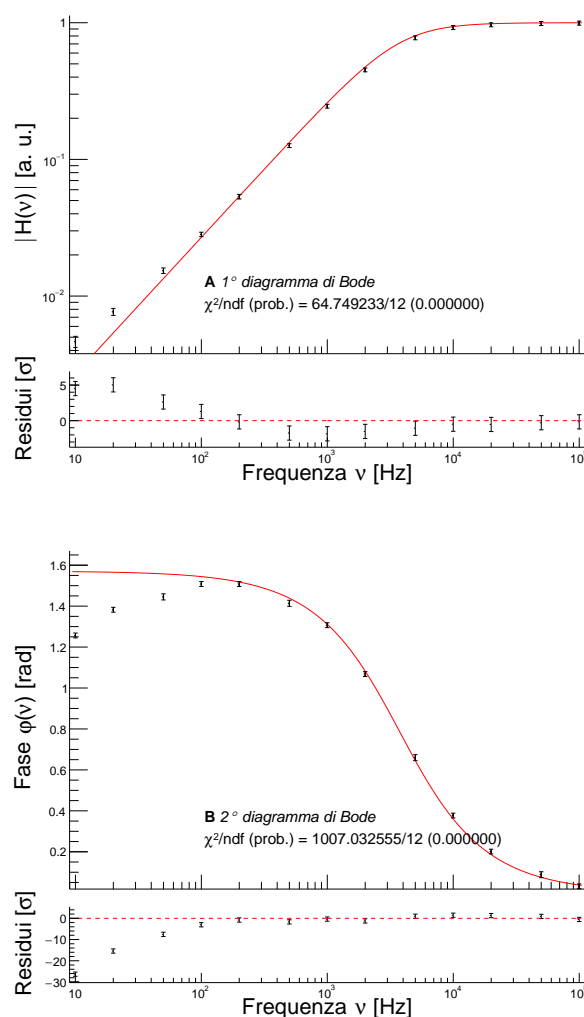 1
10⁻¹
10⁻²
|H(ν)| [a. u.]
A 1° diagramma di Bode
χ²/ndf (prob.) = 64.749233/12 (0.000000)
5
0
Residui [σ]
10 10² 10³ 10⁴ 10⁵
Frequenza ν [Hz]
1.6
1.4
1.2
1
0.8
0.6
0.4
0.2
Fase φ(ν) [rad]
B 2° diagramma di Bode
χ²/ndf (prob.) = 1007.032555/12 (0.000000)
0
−10
−20
−30
Residui [σ]
10 10² 10³ 10⁴ 10⁵
Frequenza ν [Hz]